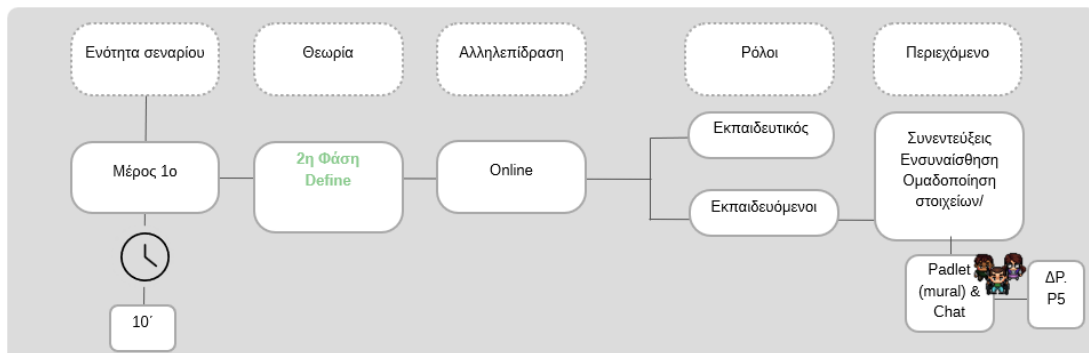 Ενότητα σεναρίου
Θεωρία
Αλληλεπίδραση
Ρόλοι
Περιεχόμενο
Μέρος 1ο
2η Φάση
Define
Online
Εκπαιδευτικός
Εκπαιδευόμενοι
Συνεντεύξεις
Ενσυναίσθηση
Ομαδοποίηση
στοιχείων/
Padlet
(mural) &
Chat
ΔΡ.
P5
10΄